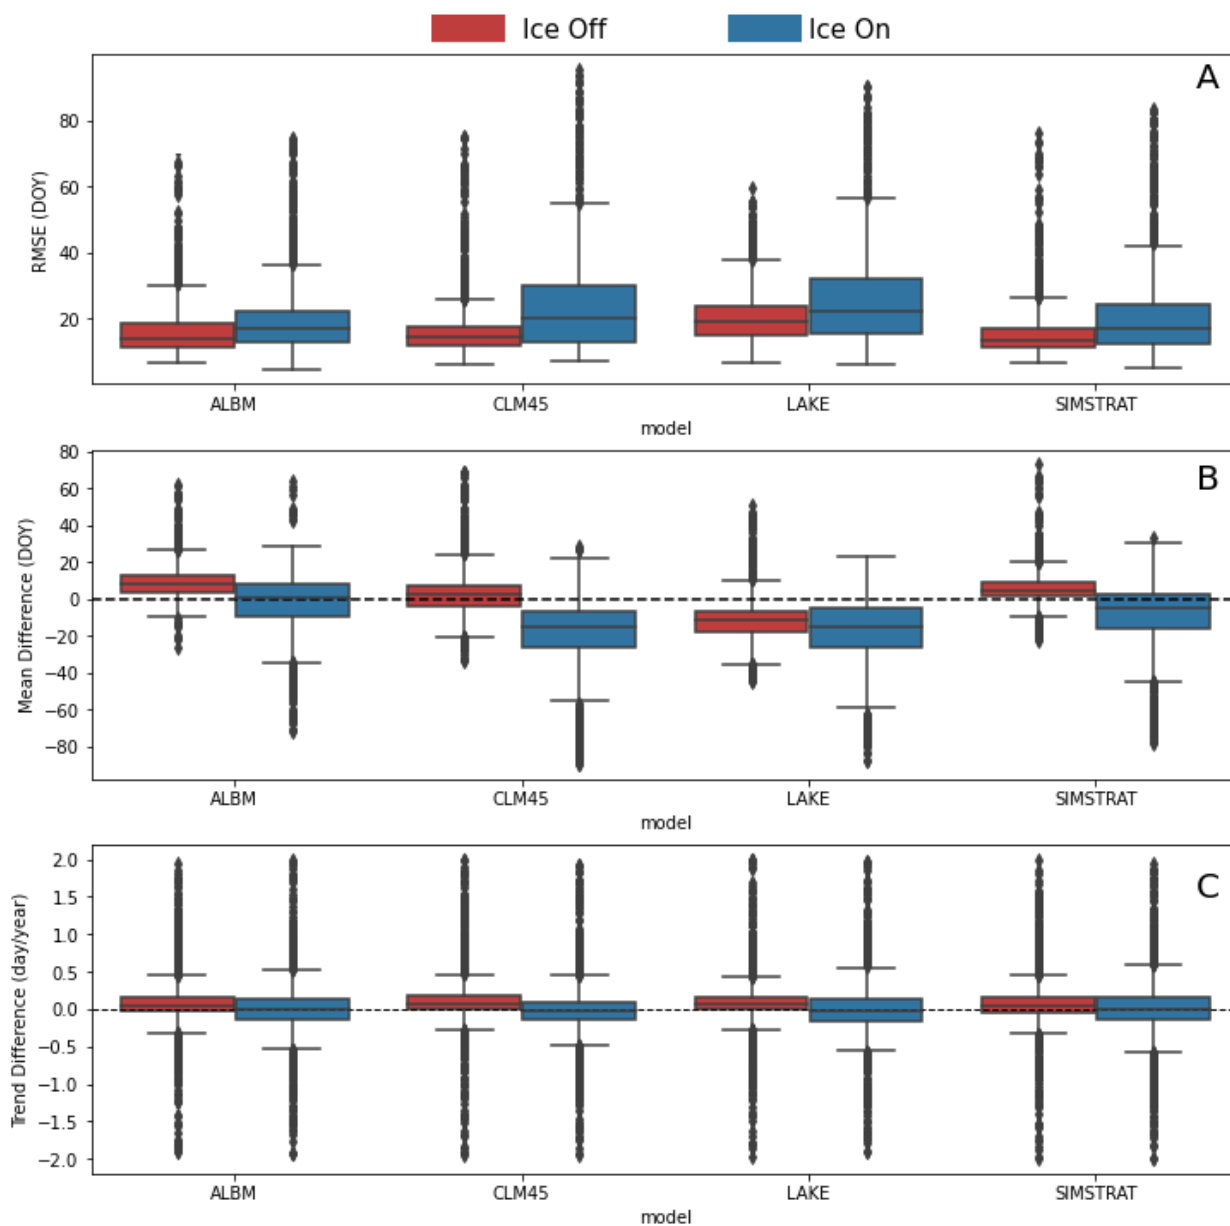 Ice Off Ice On
A
80
60
40
20
RMSE (DOY)
ALBM CLM45 LAKE SIMSTRAT
model
B
80
60
40
20
0
−20
−40
−60
−80
Mean Difference (DOY)
ALBM CLM45 LAKE SIMSTRAT
model
C
2.0
1.5
1.0
0.5
0.0
−0.5
−1.0
−1.5
−2.0
Trend Difference (day/year)
ALBM CLM45 LAKE SIMSTRAT
model